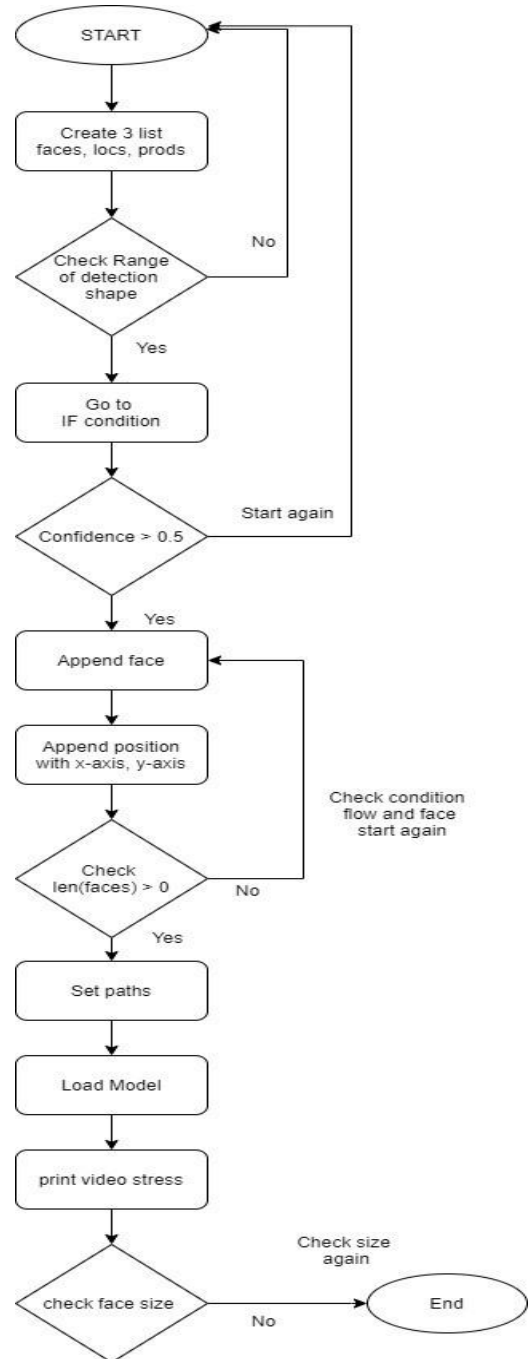 START
Create 3 list
faces, locs, prods
Check Range
of detection
shape
No
Yes
Go to
IF condition
Confidence > 0.5
Start again
Yes
Append face
Append position
with x-axis, y-axis
Check condition
flow and face
start again
Check
len(faces) > 0
No
Yes
Set paths
Load Model
print video stress
Check size
again
check face size
No
End